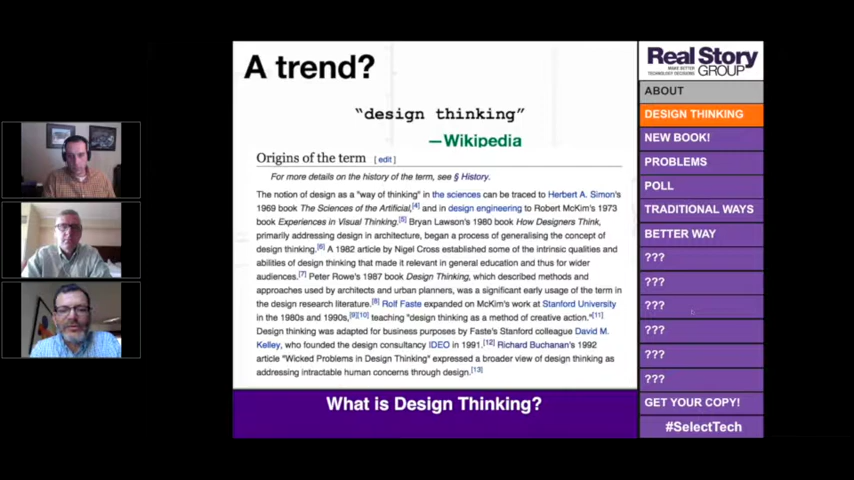 A trend?
“design thinking”
—Wikipedia
Origins of the term [ edit ]
For more details on the history of the term, see § History.
The notion of design as a "way of thinking" in the sciences can be traced to Herbert A. Simon's
1969 book The Sciences of the Artificial,[4] and in design engineering to Robert McKim's 1973
book Experiences in Visual Thinking.[5] Bryan Lawson's 1980 book How Designers Think,
primarily addressing design in architecture, began a process of generalising the concept of
design thinking.[6] A 1982 article by Nigel Cross established some of the intrinsic qualities and
abilities of design thinking that made it relevant in general education and thus for wider
audiences.[7] Peter Rowe's 1987 book Design Thinking, which described methods and
approaches used by architects and urban planners, was a significant early usage of the term in
the design research literature.[8] Rolf Faste expanded on McKim's work at Stanford University
in the 1980s and 1990s,[9][10] teaching "design thinking as a method of creative action."[11]
Design thinking was adapted for business purposes by Faste's Stanford colleague David M.
Kelley, who founded the design consultancy IDEO in 1991.[12] Richard Buchanan's 1992
article "Wicked Problems in Design Thinking" expressed a broader view of design thinking as
addressing intractable human concerns through design.[13]
What is Design Thinking?
Real Story
GROUP
MAKE BETTER
TECHNOLOGY DECISIONS
ABOUT
DESIGN THINKING
NEW BOOK!
PROBLEMS
POLL
TRADITIONAL WAYS
BETTER WAY
???
???
???
???
???
???
GET YOUR COPY!
#SelectTech